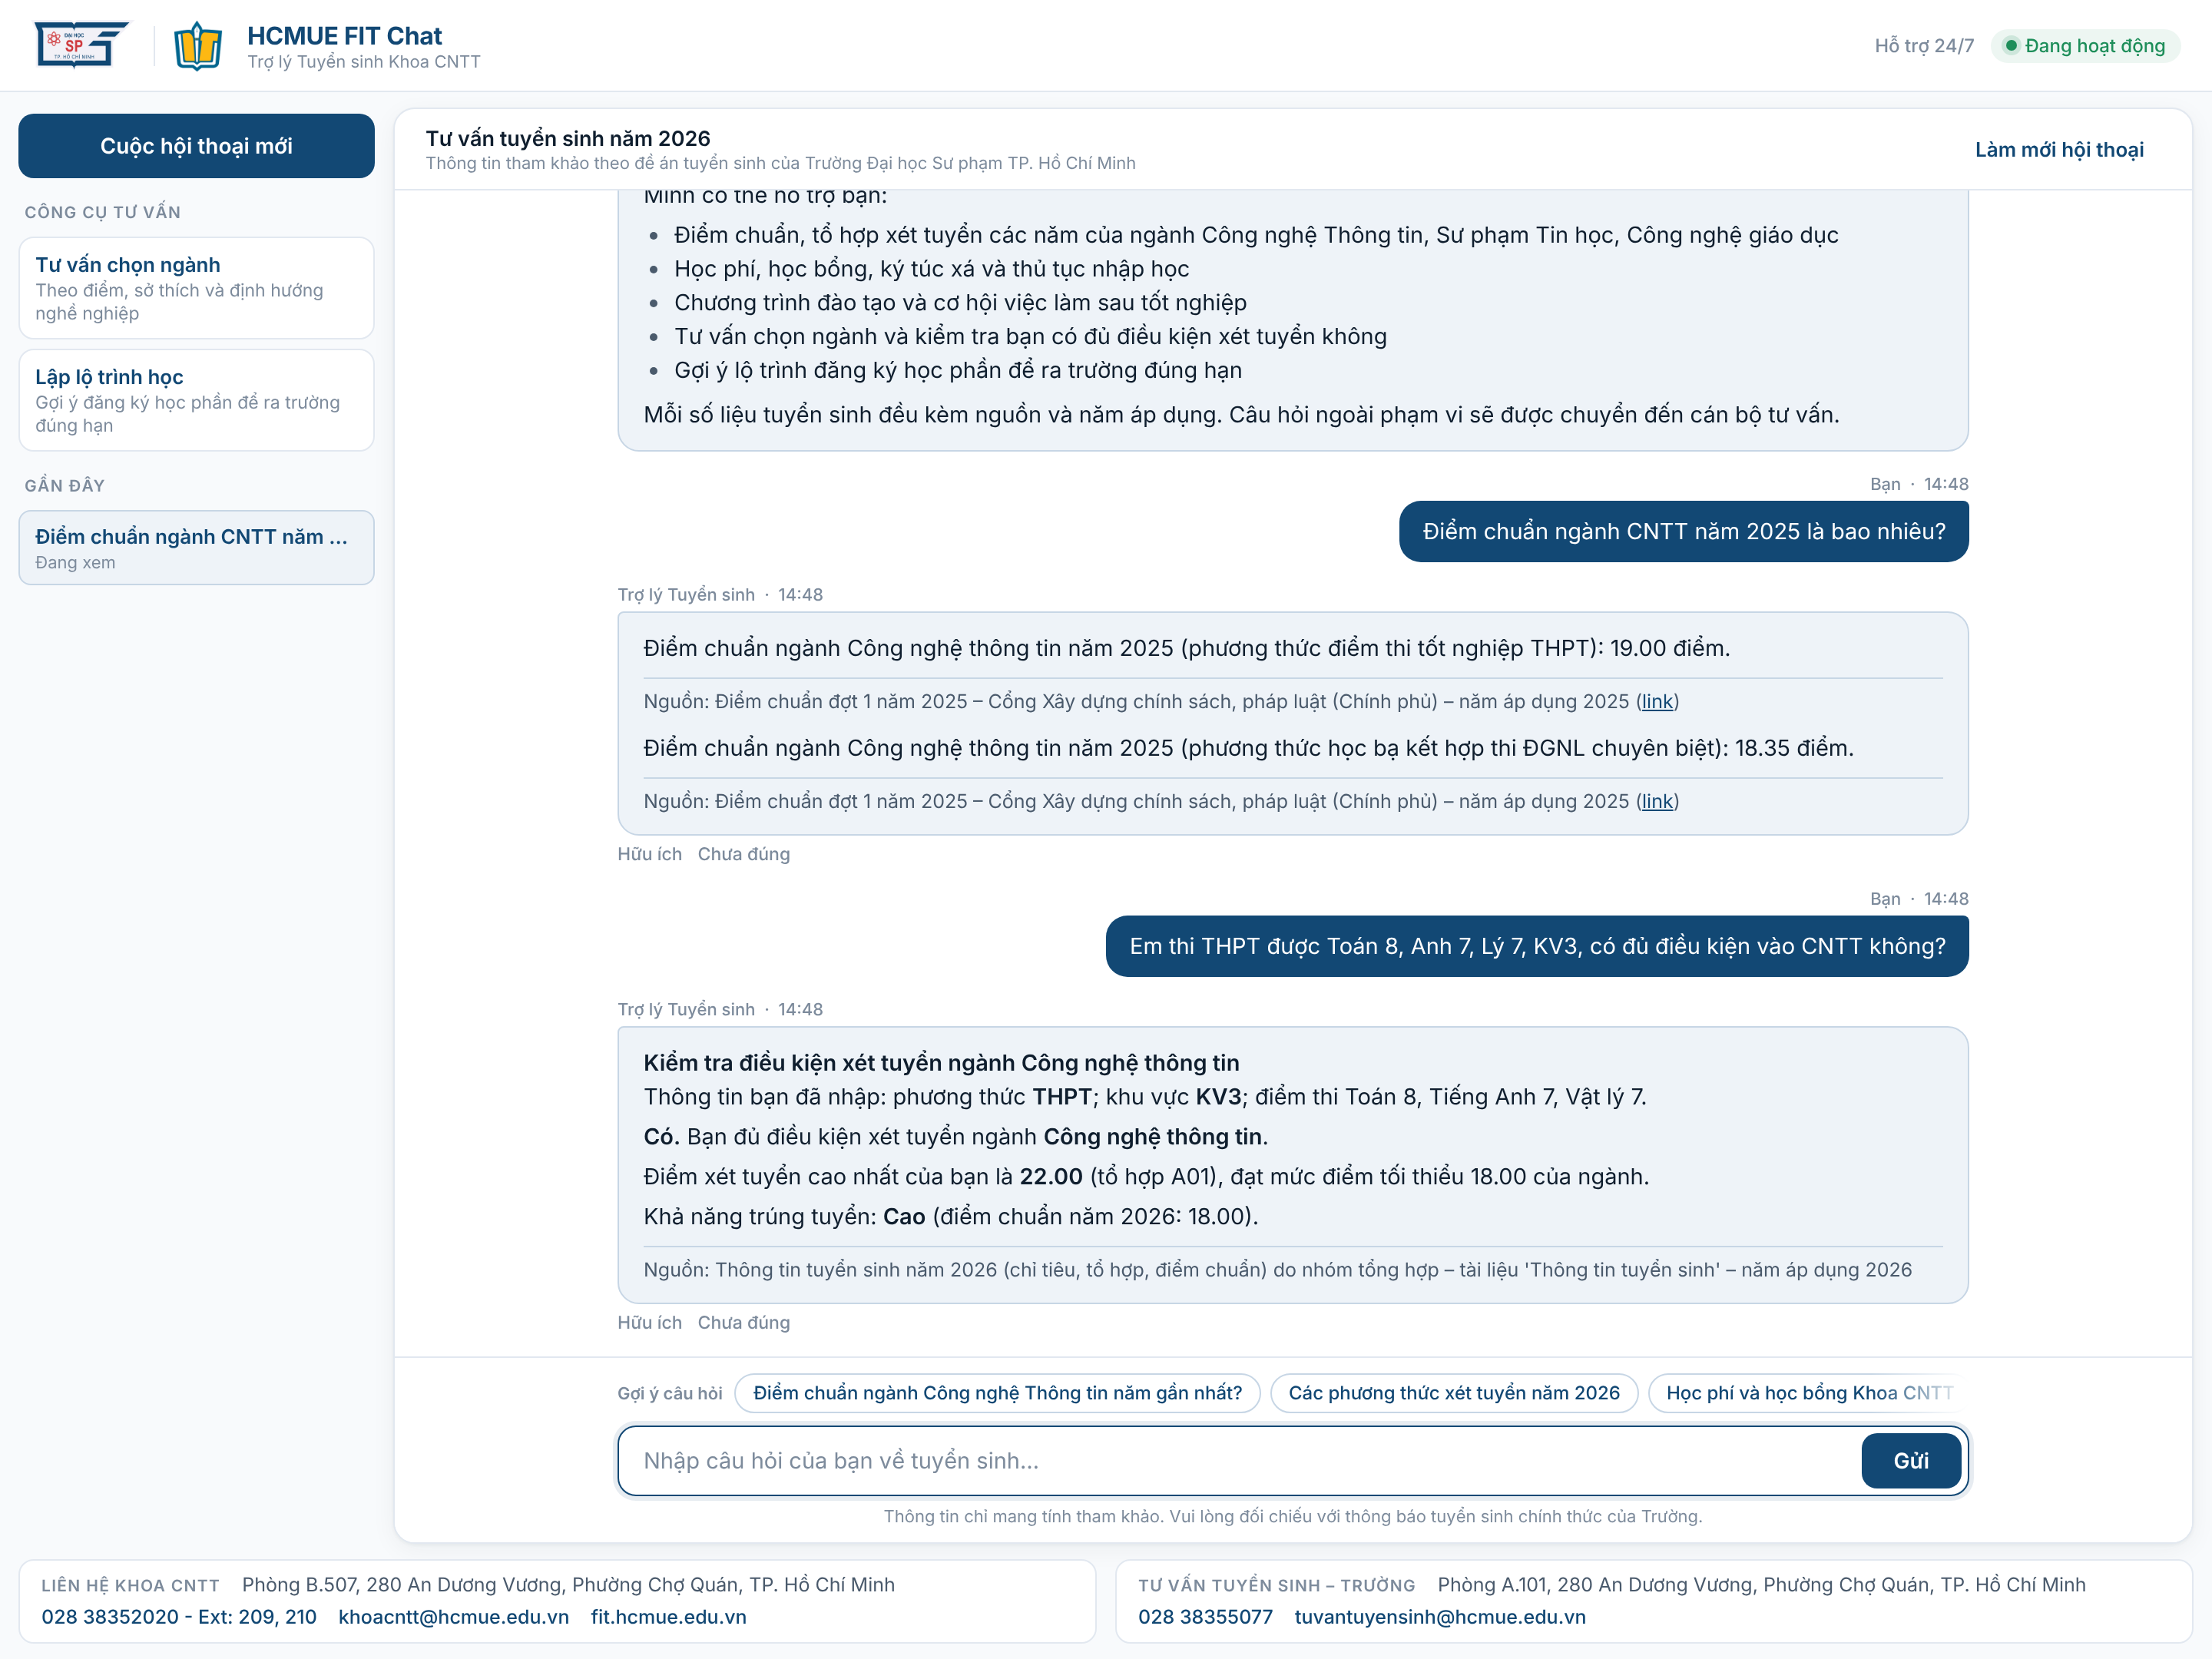 ĐẠI HỌC
SP
TP. HỒ CHÍ MINH
HCMUE FIT Chat
Trợ lý Tuyển sinh Khoa CNTT
Hỗ trợ 24/7
Đang hoạt động
Cuộc hội thoại mới
CÔNG CỤ TƯ VẤN
Tư vấn chọn ngành
Theo điểm, sở thích và định hướng
nghề nghiệp
Lập lộ trình học
Gợi ý đăng ký học phần để ra trường
đúng hạn
GẦN ĐÂY
Điểm chuẩn ngành CNTT năm ...
Đang xem
Tư vấn tuyển sinh năm 2026
Thông tin tham khảo theo đề án tuyển sinh của Trường Đại học Sư phạm TP. Hồ Chí Minh
Làm mới hội thoại
Mình có thể hỗ trợ bạn:
• Điểm chuẩn, tổ hợp xét tuyển các năm của ngành Công nghệ Thông tin, Sư phạm Tin học, Công nghệ giáo dục
• Học phí, học bổng, ký túc xá và thủ tục nhập học
• Chương trình đào tạo và cơ hội việc làm sau tốt nghiệp
• Tư vấn chọn ngành và kiểm tra bạn có đủ điều kiện xét tuyển không
• Gợi ý lộ trình đăng ký học phần để ra trường đúng hạn
Mỗi số liệu tuyển sinh đều kèm nguồn và năm áp dụng. Câu hỏi ngoài phạm vi sẽ được chuyển đến cán bộ tư vấn.
Bạn · 14:48
Điểm chuẩn ngành CNTT năm 2025 là bao nhiêu?
Trợ lý Tuyển sinh · 14:48
Điểm chuẩn ngành Công nghệ thông tin năm 2025 (phương thức điểm thi tốt nghiệp THPT): 19.00 điểm.
Nguồn: Điểm chuẩn đợt 1 năm 2025 – Cổng Xây dựng chính sách, pháp luật (Chính phủ) – năm áp dụng 2025 (link)
Điểm chuẩn ngành Công nghệ thông tin năm 2025 (phương thức học bạ kết hợp thi ĐGNL chuyên biệt): 18.35 điểm.
Nguồn: Điểm chuẩn đợt 1 năm 2025 – Cổng Xây dựng chính sách, pháp luật (Chính phủ) – năm áp dụng 2025 (link)
Hữu ích Chưa đúng
Bạn · 14:48
Em thi THPT được Toán 8, Anh 7, Lý 7, KV3, có đủ điều kiện vào CNTT không?
Trợ lý Tuyển sinh · 14:48
Kiểm tra điều kiện xét tuyển ngành Công nghệ thông tin
Thông tin bạn đã nhập: phương thức THPT; khu vực KV3; điểm thi Toán 8, Tiếng Anh 7, Vật lý 7.
Có. Bạn đủ điều kiện xét tuyển ngành Công nghệ thông tin.
Điểm xét tuyển cao nhất của bạn là 22.00 (tổ hợp A01), đạt mức điểm tối thiểu 18.00 của ngành.
Khả năng trúng tuyển: Cao (điểm chuẩn năm 2026: 18.00).
Nguồn: Thông tin tuyển sinh năm 2026 (chỉ tiêu, tổ hợp, điểm chuẩn) do nhóm tổng hợp – tài liệu 'Thông tin tuyển sinh' – năm áp dụng 2026
Hữu ích Chưa đúng
Gợi ý câu hỏi
Điểm chuẩn ngành Công nghệ Thông tin năm gần nhất?
Các phương thức xét tuyển năm 2026
Học phí và học bổng Khoa CNTT
Nhập câu hỏi của bạn về tuyển sinh...
Gửi
Thông tin chỉ mang tính tham khảo. Vui lòng đối chiếu với thông báo tuyển sinh chính thức của Trường.
LIÊN HỆ KHOA CNTT Phòng B.507, 280 An Dương Vương, Phường Chợ Quán, TP. Hồ Chí Minh
028 38352020 - Ext: 209, 210 khoacntt@hcmue.edu.vn fit.hcmue.edu.vn
TƯ VẤN TUYỂN SINH – TRƯỜNG Phòng A.101, 280 An Dương Vương, Phường Chợ Quán, TP. Hồ Chí Minh
028 38355077 tuvantuyensinh@hcmue.edu.vn